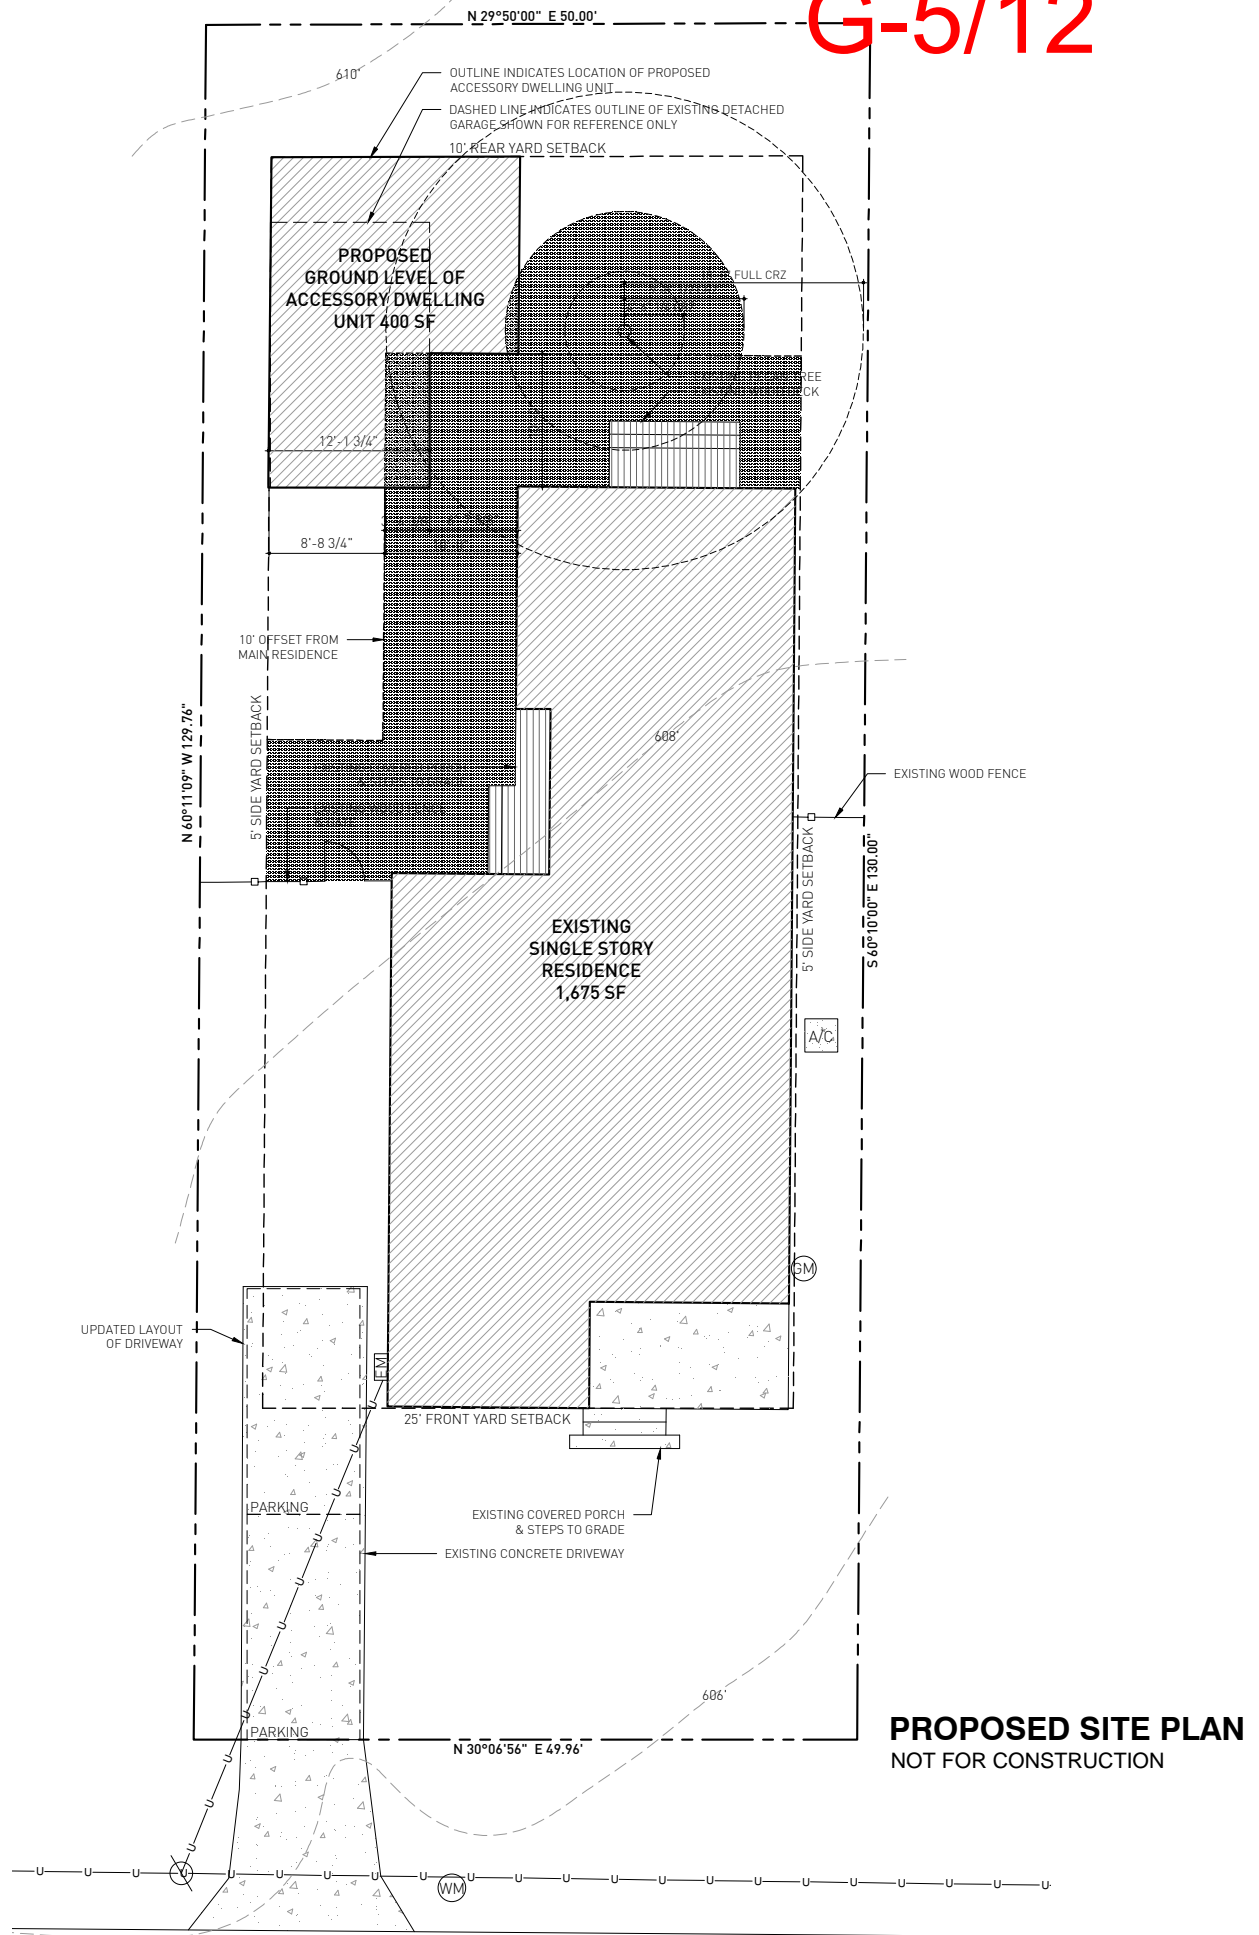 G-5/12
N 29°50'00" E 50.00'
610'
OUTLINE INDICATES LOCATION OF PROPOSED
ACCESSORY DWELLING UNIT
DASHED LINE INDICATES OUTLINE OF EXISTING DETACHED
GARAGE SHOWN FOR REFERENCE ONLY
10' REAR YARD SETBACK
PROPOSED
GROUND LEVEL OF
ACCESSORY DWELLING
UNIT 400 SF
FULL CRZ
12'-1 3/4"
8'-8 3/4"
10' OFFSET FROM
MAIN RESIDENCE
N 60°11'09" W 129.76"
5' SIDE YARD SETBACK
608'
EXISTING WOOD FENCE
5' SIDE YARD SETBACK
S 60°10'00" E 130.00"
EXISTING
SINGLE STORY
RESIDENCE
1,675 SF
A/C
GM
UPDATED LAYOUT
OF DRIVEWAY
EM
25' FRONT YARD SETBACK
PARKING
EXISTING COVERED PORCH
& STEPS TO GRADE
EXISTING CONCRETE DRIVEWAY
606'
PARKING
N 30°06'56" E 49.96'
PROPOSED SITE PLAN
NOT FOR CONSTRUCTION
U U U U U U U U U U
U U U U U U U U U U U U U U U U U U U U U U
WM